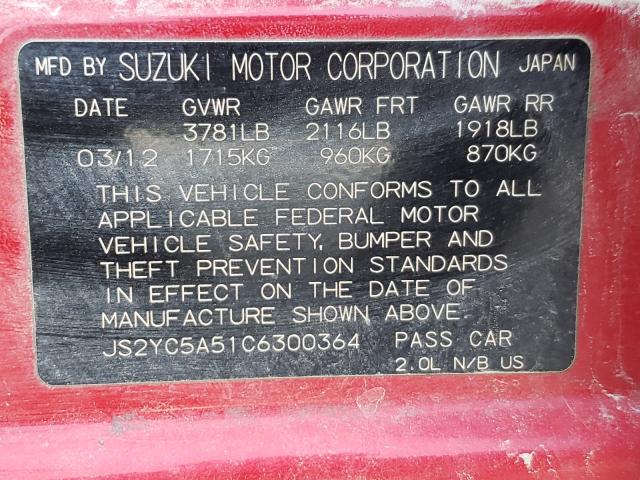 MFD BY SUZUKI MOTOR CORPORATION JAPAN
DATE GVWR GAWR FRT GAWR RR
3781LB 2116LB 1918LB
03/12 1715KG 960KG 870KG
THIS VEHICLE CONFORMS TO ALL
APPLICABLE FEDERAL MOTOR
VEHICLE SAFETY, BUMPER AND
THEFT PREVENTION STANDARDS
IN EFFECT ON THE DATE OF
MANUFACTURE SHOWN ABOVE.
JS2YC5A51C6300364 PASS CAR
2.0L N/B US